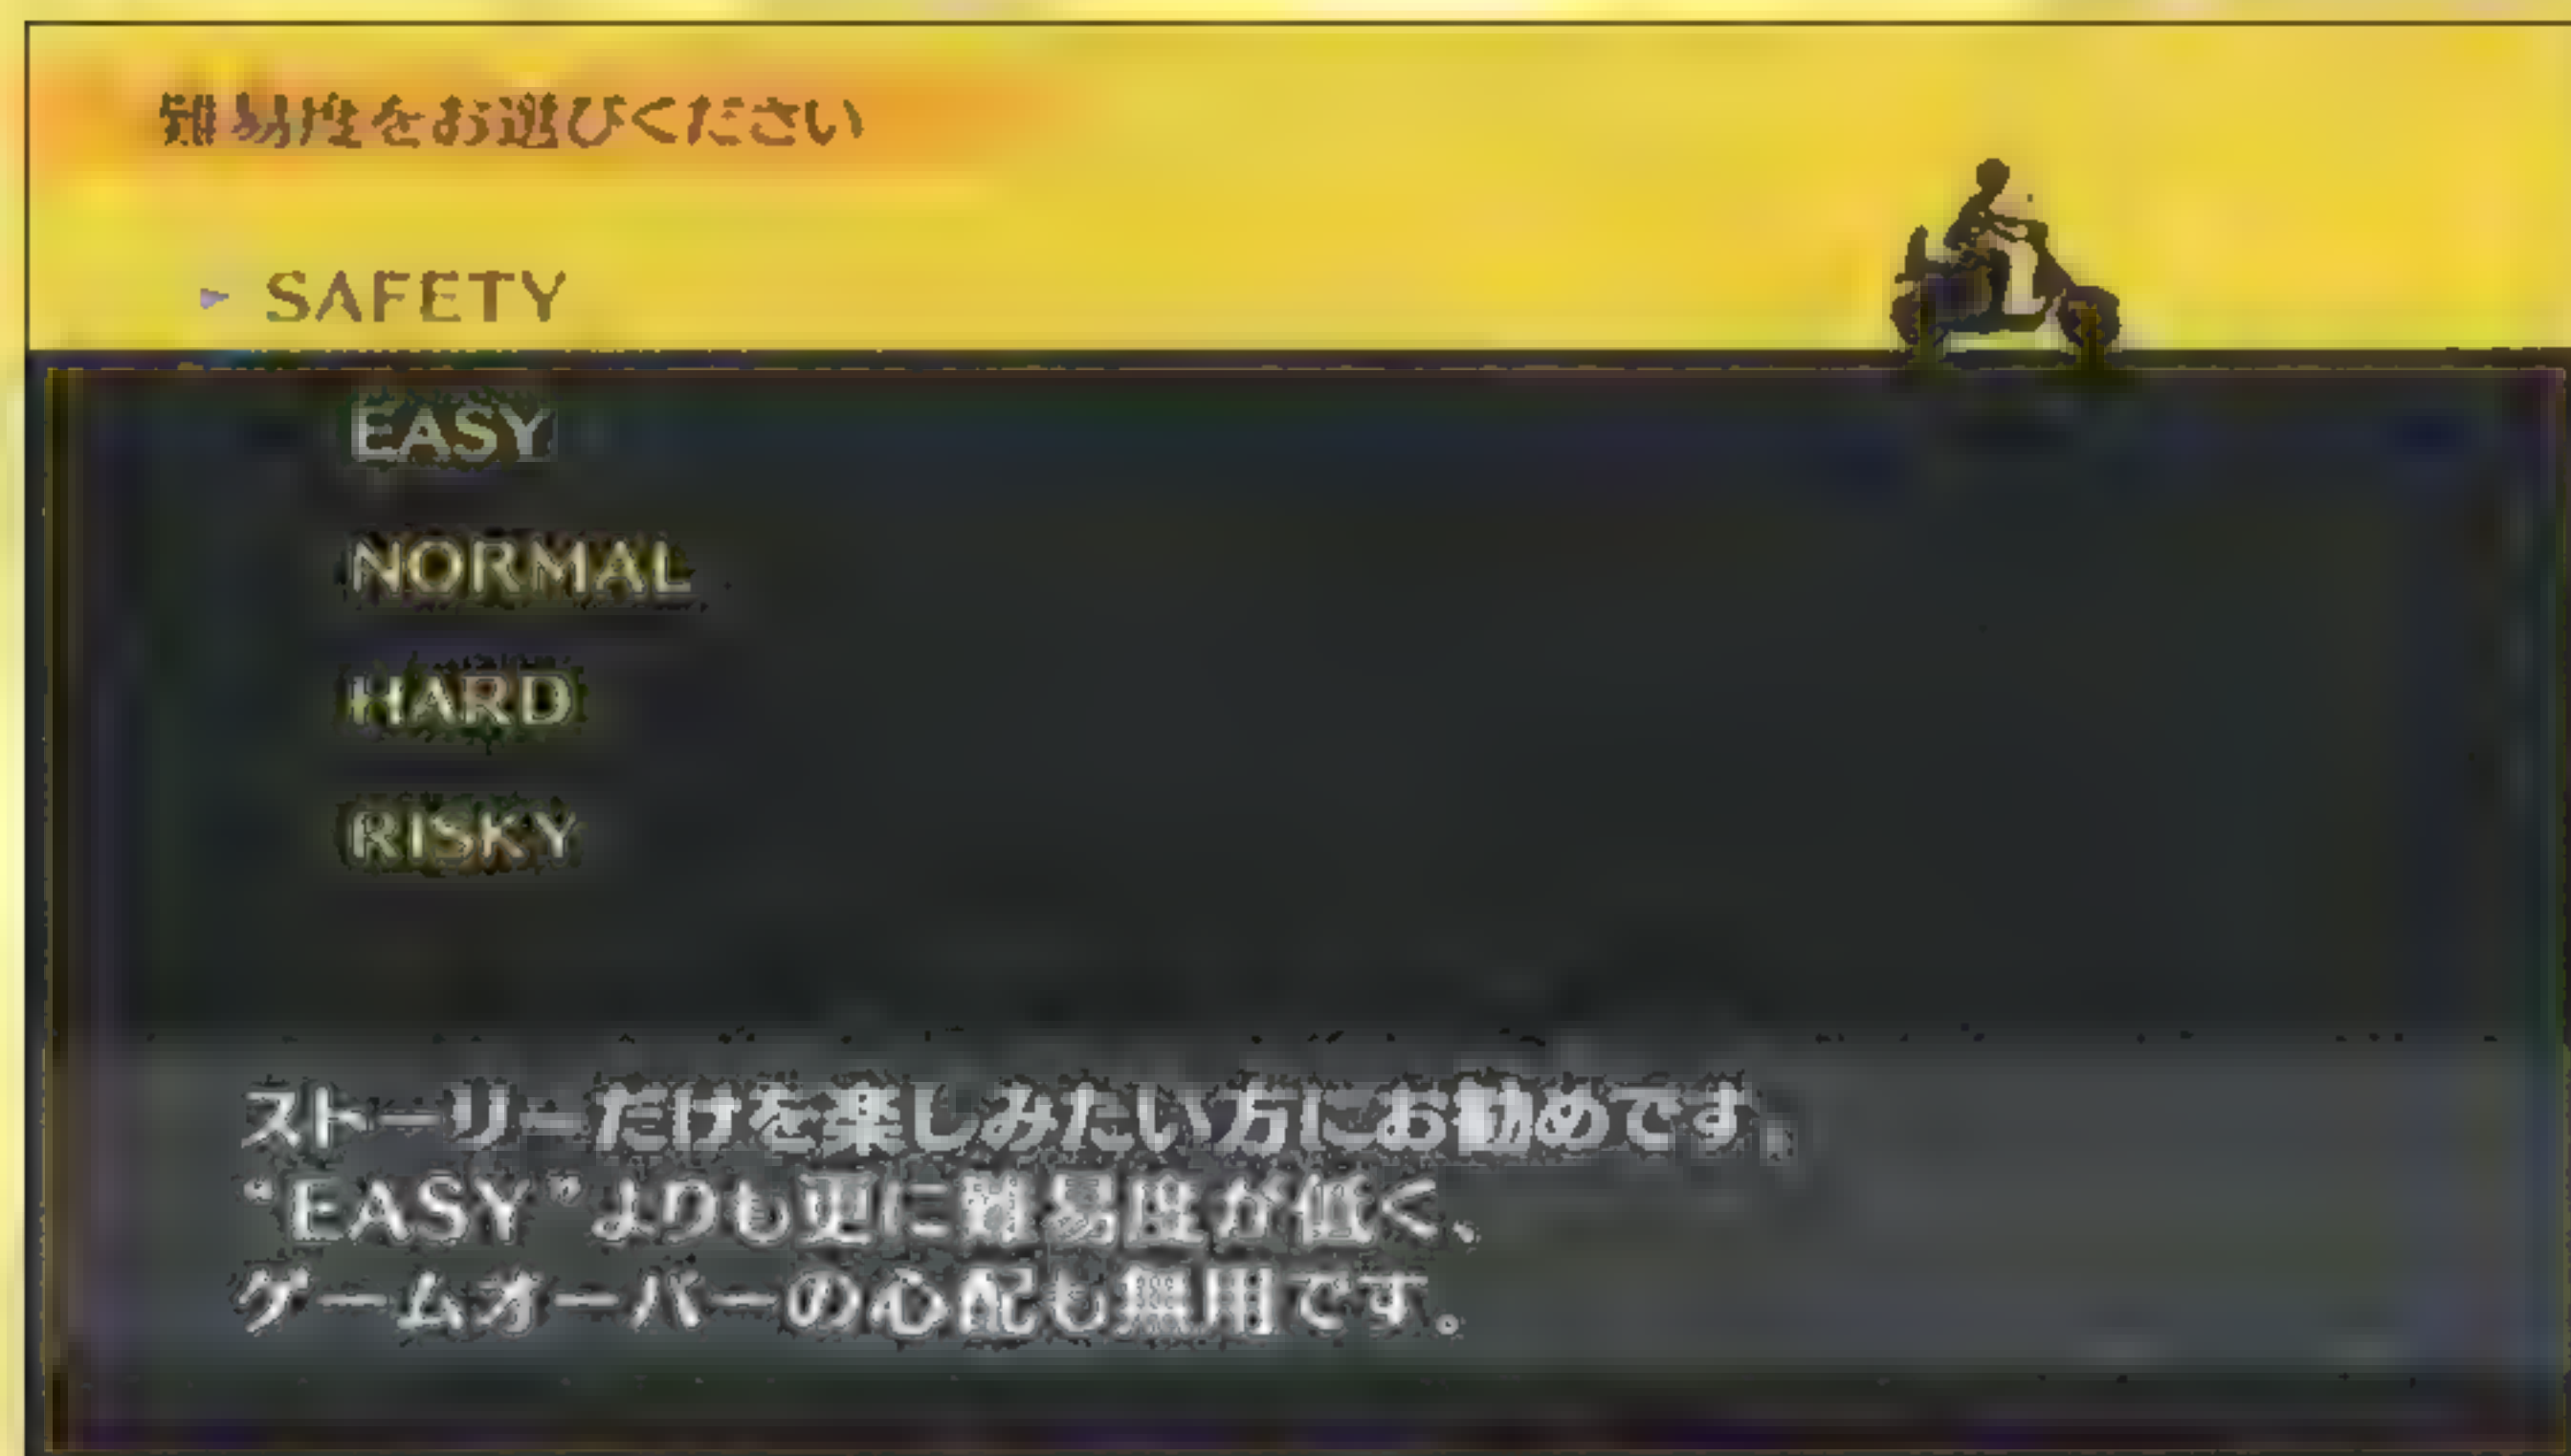 難易度をお選びください
SAFETY
EASY
NORMAL
HARD
RISKY
ストーリーだけを楽しみたい方にお勧めです。
“EASY”よりも更に難易度が低く、
ゲームオーバーの心配も無用です。